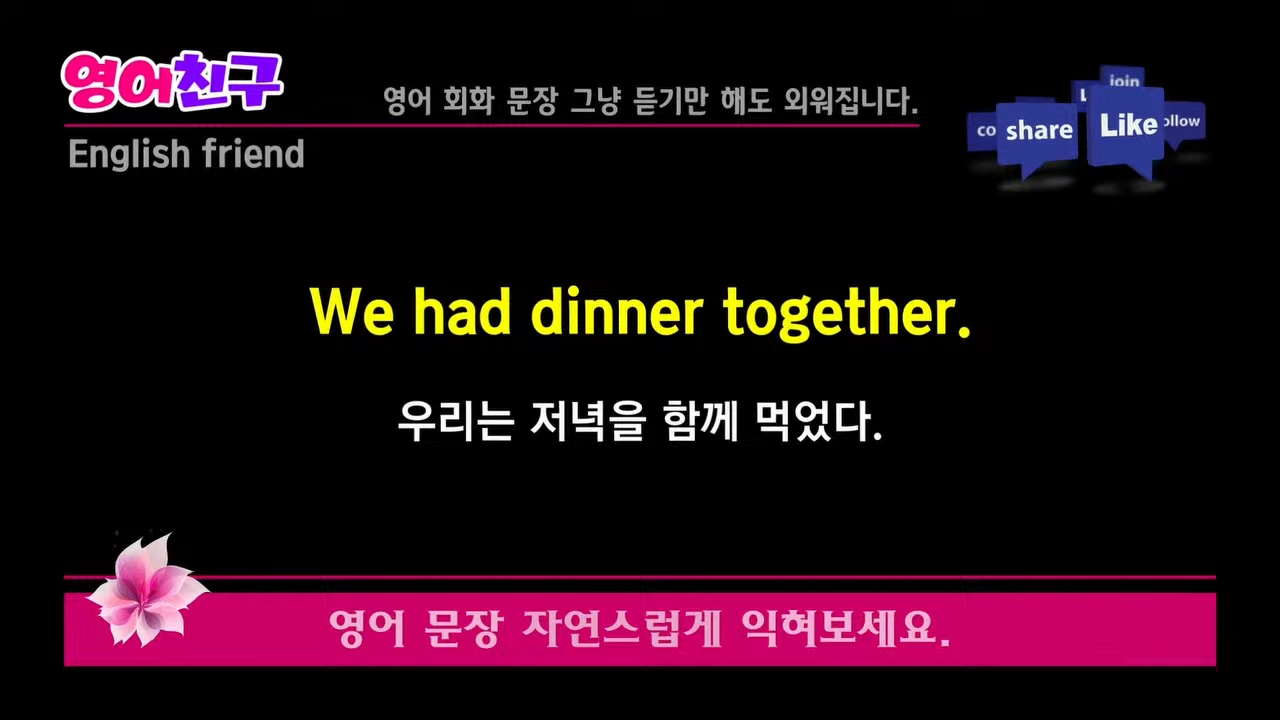 영어친구
English friend
영어 회화 문장 그냥 듣기만 해도 외워집니다.
join
share
Like
We had dinner together.
우리는 저녁을 함께 먹었다.
영어 문장 자연스럽게 익혀보세요.